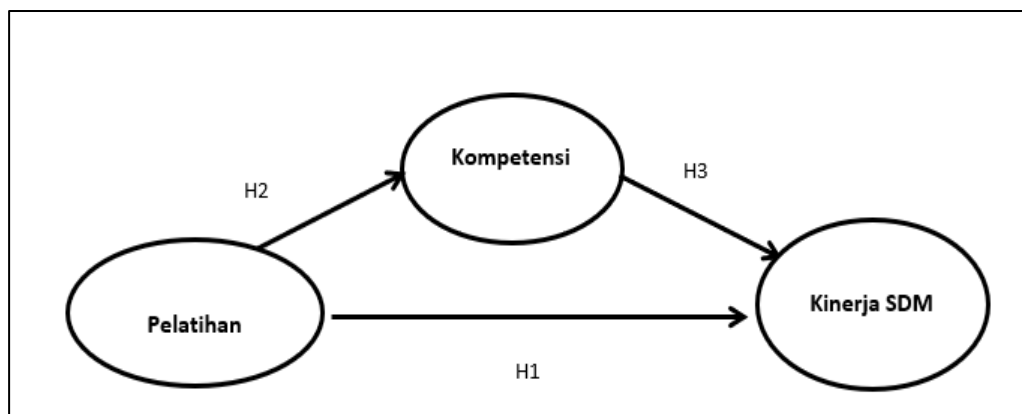 Kompetensi
H2
H3
Pelatihan
Kinerja SDM
H1